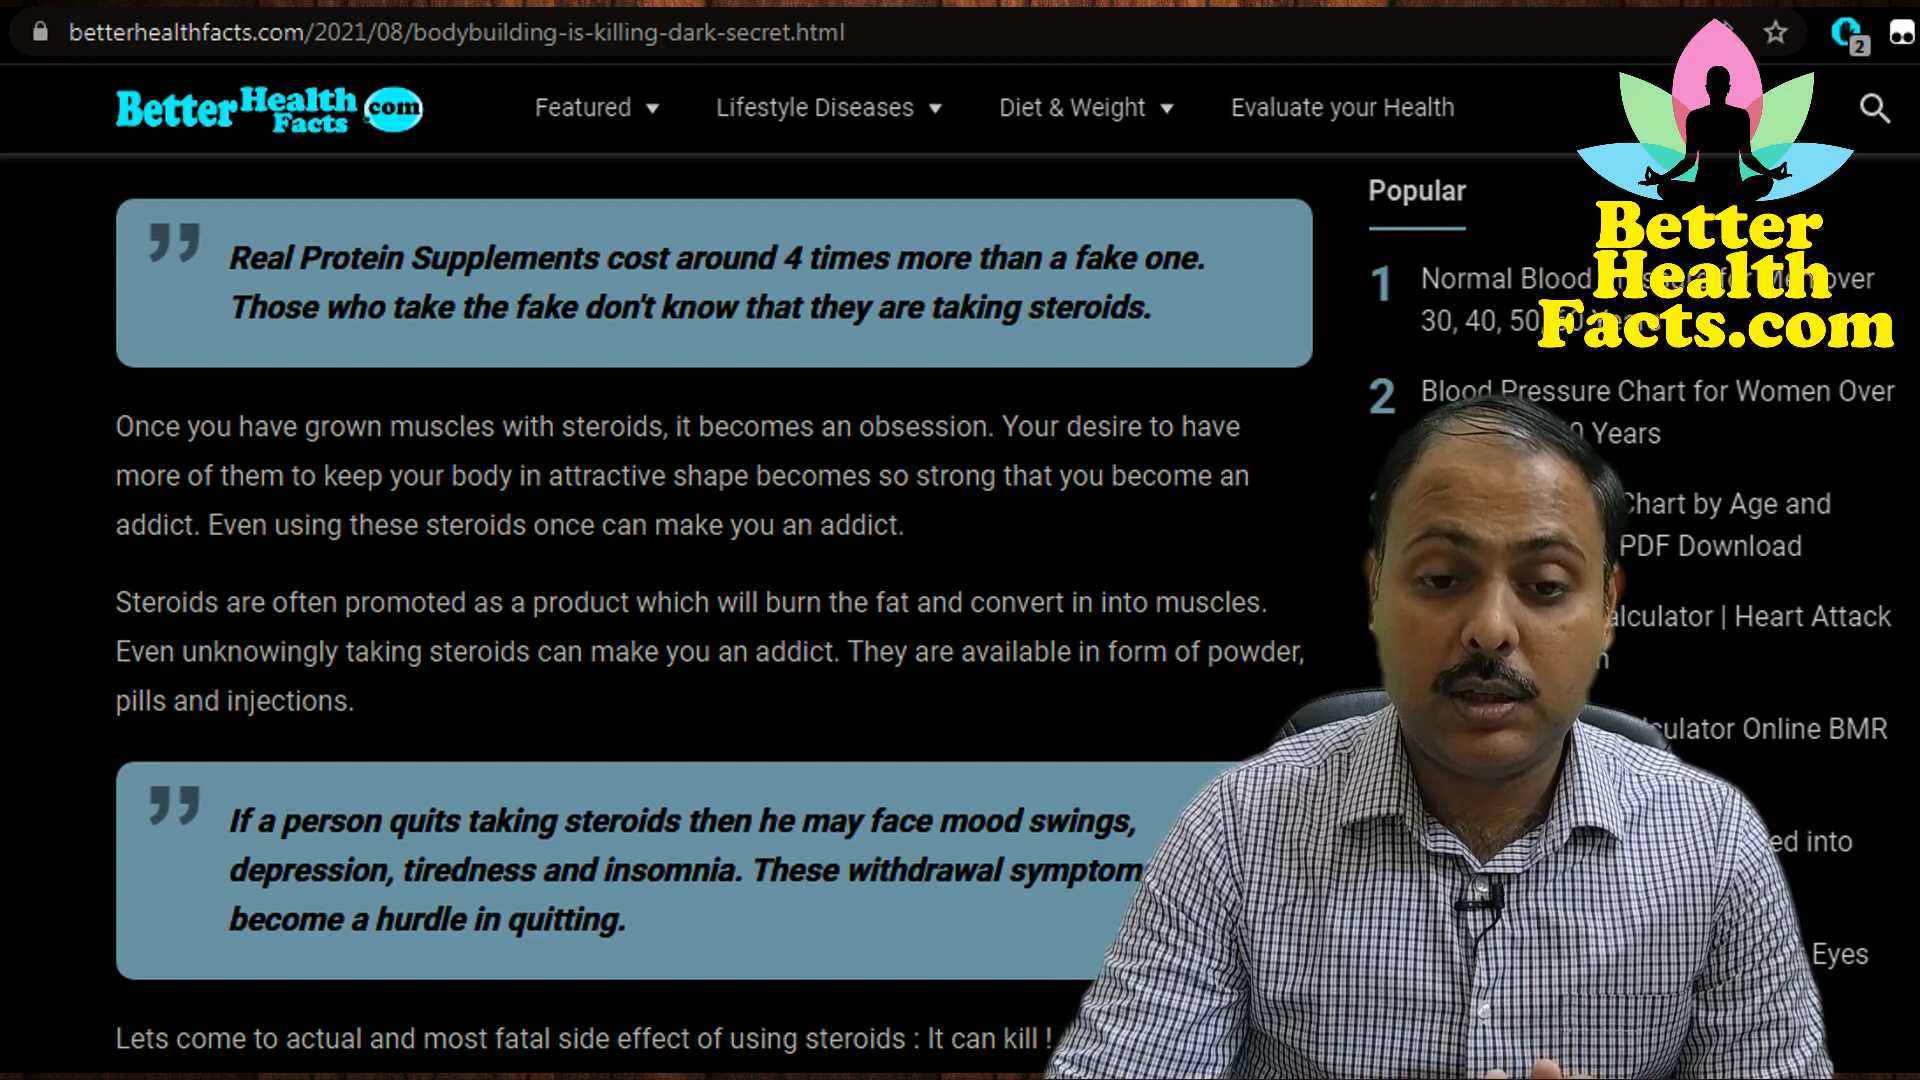 betterhealthfacts.com/2021/08/bodybuilding-is-killing-dark-secret.html
2
Better Health Facts .com
Featured
Lifestyle Diseases
Diet & Weight
Evaluate your Health
Real Protein Supplements cost around 4 times more than a fake one.
Those who take the fake don't know that they are taking steroids.
Once you have grown muscles with steroids, it becomes an obsession. Your desire to have
more of them to keep your body in attractive shape becomes so strong that you become an
addict. Even using these steroids once can make you an addict.
Steroids are often promoted as a product which will burn the fat and convert in into muscles.
Even unknowingly taking steroids can make you an addict. They are available in form of powder,
pills and injections.
If a person quits taking steroids then he may face mood swings,
depression, tiredness and insomnia. These withdrawal symptom
become a hurdle in quitting.
Lets come to actual and most fatal side effect of using steroids : It can kill !
Popular
1 Normal Blood over
30, 40, 50,
2 Blood Pressure Chart for Women Over
Years
Chart by Age and
PDF Download
| Heart Attack
Online BMR
into
Eyes
Better
Health
Facts.com